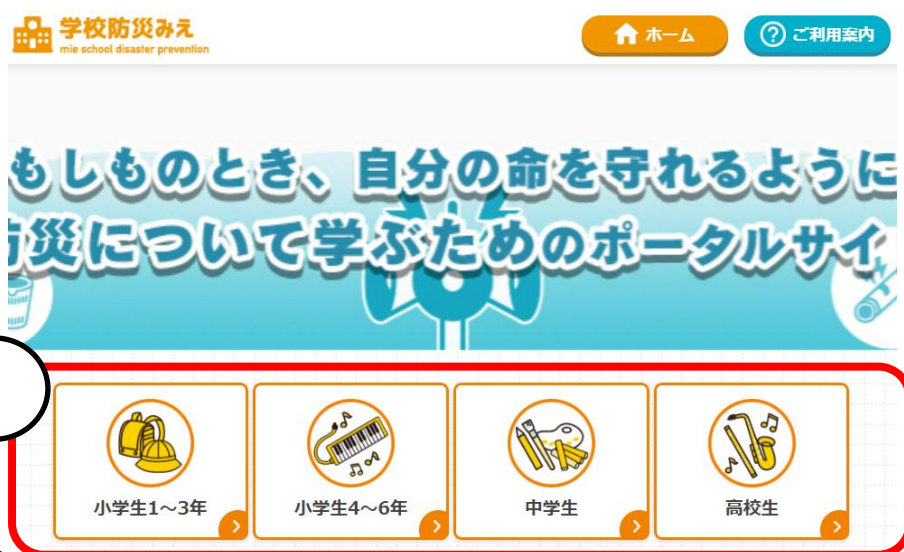 学校防災みえ
mie school disaster prevention
ホーム
ご利用案内
もしものとき、自分の命を守れるように
災について学ぶためのポータルサイ
小学生1〜3年
小学生4〜6年
中学生
高校生